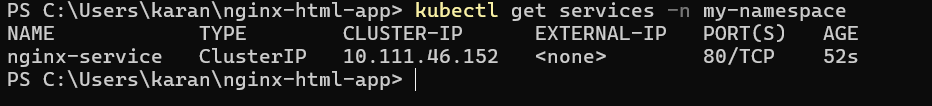 PS C:\Users\karan\nginx-html-app> kubectl get services -n my-namespace
NAME            TYPE        CLUSTER-IP      EXTERNAL-IP   PORT(S)   AGE
nginx-service   ClusterIP   10.111.46.152   <none>        80/TCP    52s
PS C:\Users\karan\nginx-html-app>